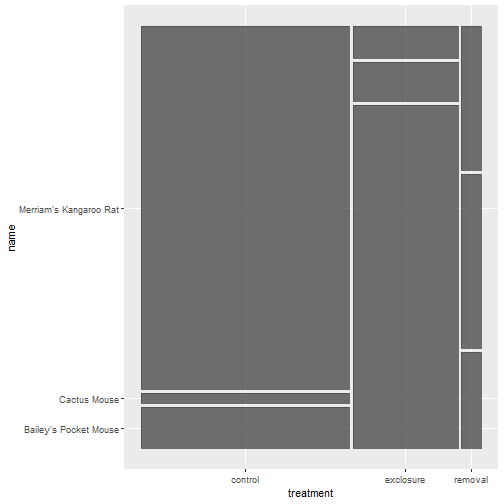 name
Merriam's Kangaroo Rat
Cactus Mouse
Bailey's Pocket Mouse
control
exclosure
removal
treatment